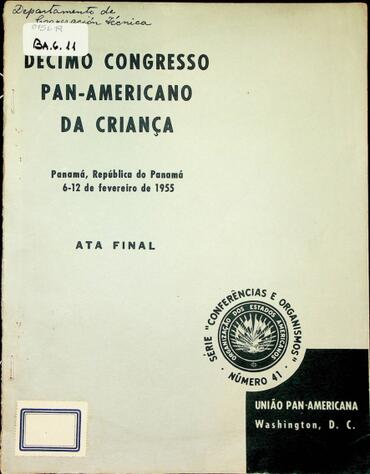 Departamento de
Cooperación Técnica
BA.6.11
DÉCIMO CONGRESSO
PAN-AMERICANO
DA CRIANÇA
Panamá, República do Panamá
6-12 de fevereiro de 1955
ATA FINAL
SÉRIE "CONFERÊNCIAS E ORGANISMOS"
NÚMERO 41
ORGANIZAÇÃO DOS ESTADOS AMERICANOS
UNIÃO PAN-AMERICANA
Washington, D. C.